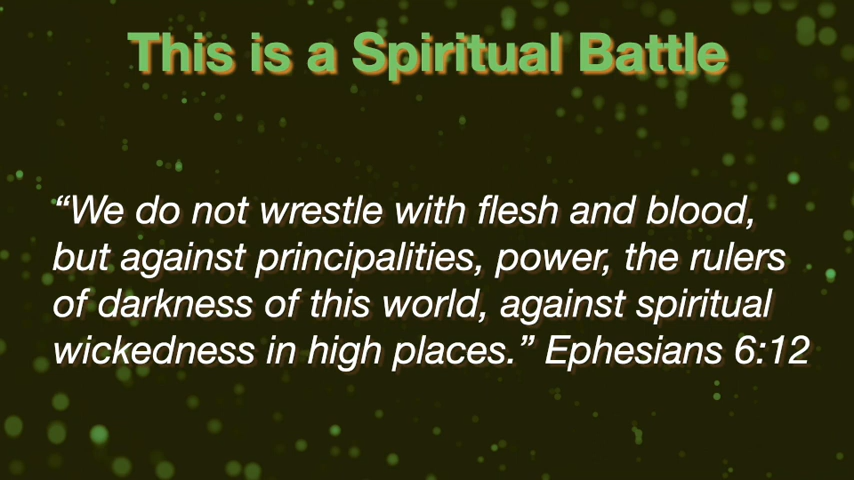 This is a Spiritual Battle
“We do not wrestle with flesh and blood,
but against principalities, power, the rulers
of darkness of this world, against spiritual
wickedness in high places.” Ephesians 6:12